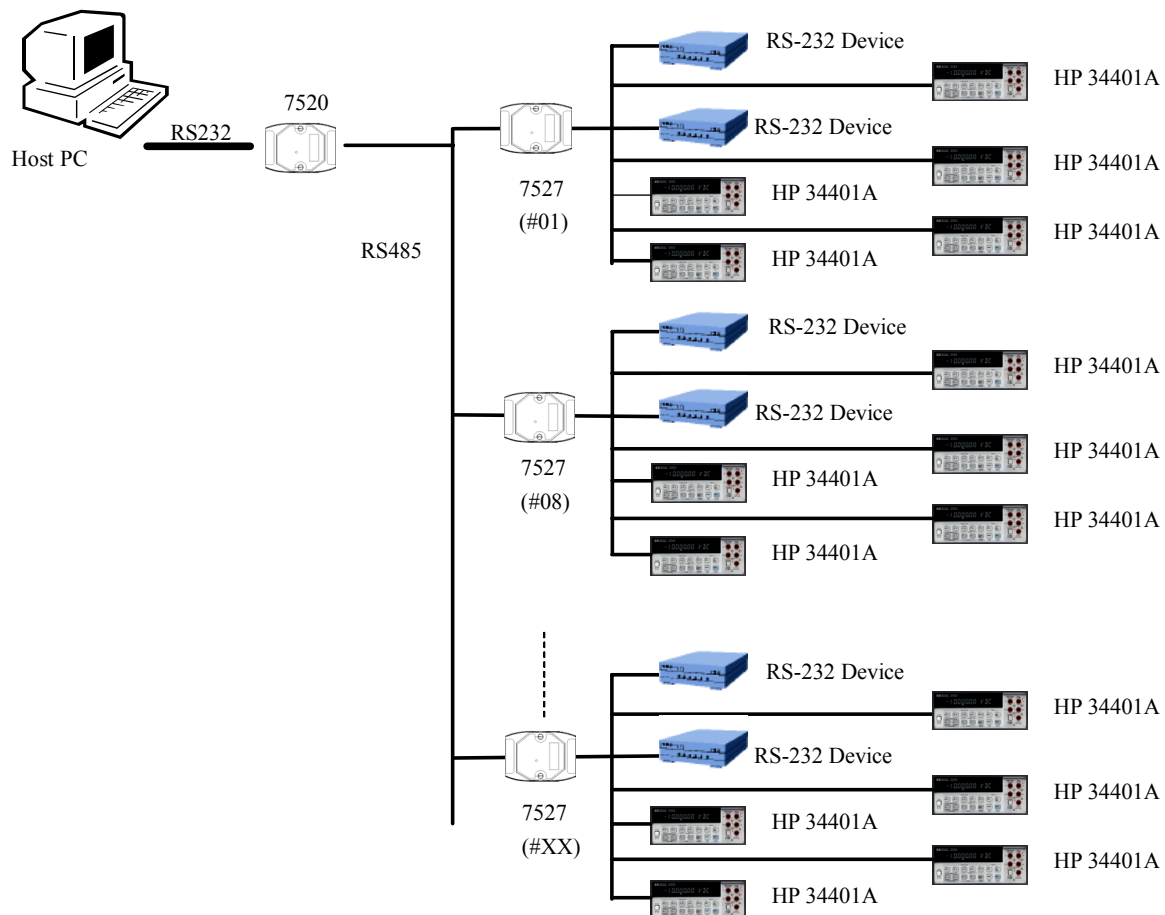 RS-232 Device
HP 34401A
7520
RS232
Host PC
RS-232 Device
HP 34401A
7527
(#01)
HP 34401A
HP 34401A
RS485
HP 34401A
RS-232 Device
HP 34401A
RS-232 Device
HP 34401A
7527
(#08)
HP 34401A
HP 34401A
HP 34401A
RS-232 Device
HP 34401A
RS-232 Device
HP 34401A
7527
(#XX)
HP 34401A
HP 34401A
HP 34401A